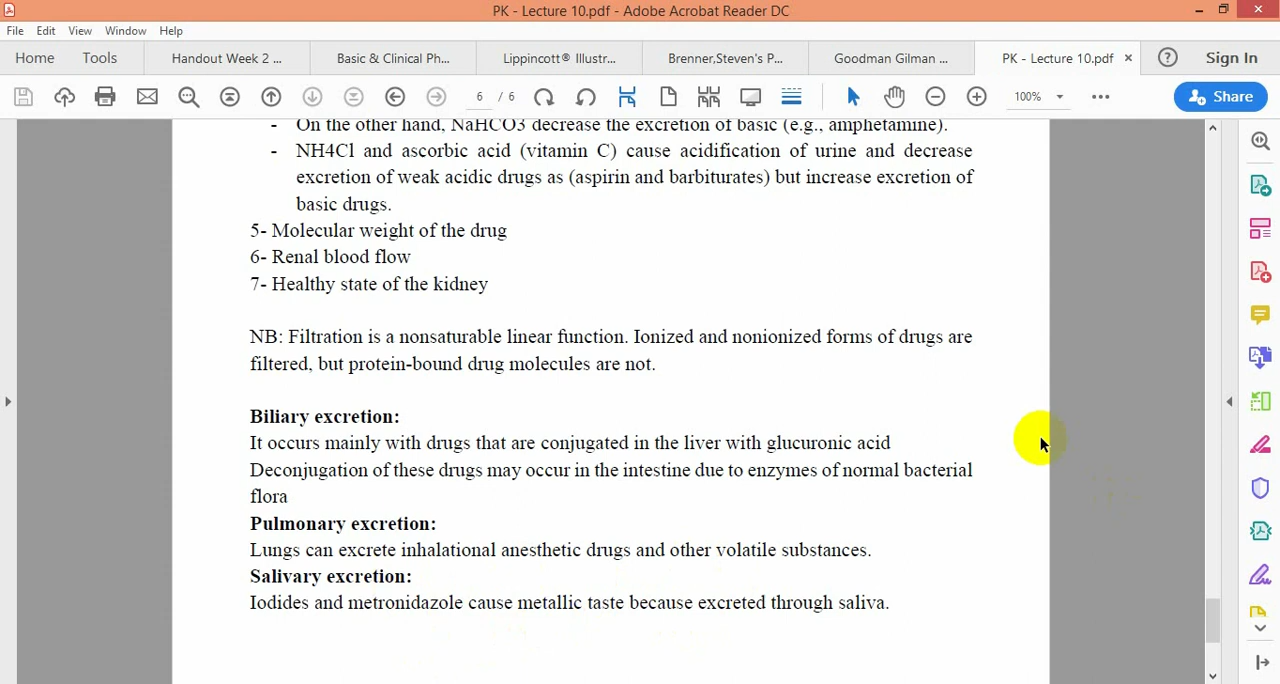 PK - Lecture 10.pdf - Adobe Acrobat Reader DC
File Edit View Window Help
Home Tools Handout Week 2 ... Basic & Clinical Ph... Lippincott® Illustr... Brenner,Steven's P... Goodman Gilman ... PK - Lecture 10.pdf × Sign In
6 / 6 100% Share
- On the other hand, NaHCO3 decrease the excretion of basic (e.g., amphetamine).
- NH4Cl and ascorbic acid (vitamin C) cause acidification of urine and decrease
excretion of weak acidic drugs as (aspirin and barbiturates) but increase excretion of
basic drugs.
5- Molecular weight of the drug
6- Renal blood flow
7- Healthy state of the kidney
NB: Filtration is a nonsaturable linear function. Ionized and nonionized forms of drugs are
filtered, but protein-bound drug molecules are not.
Biliary excretion:
It occurs mainly with drugs that are conjugated in the liver with glucuronic acid
Deconjugation of these drugs may occur in the intestine due to enzymes of normal bacterial
flora
Pulmonary excretion:
Lungs can excrete inhalational anesthetic drugs and other volatile substances.
Salivary excretion:
Iodides and metronidazole cause metallic taste because excreted through saliva.